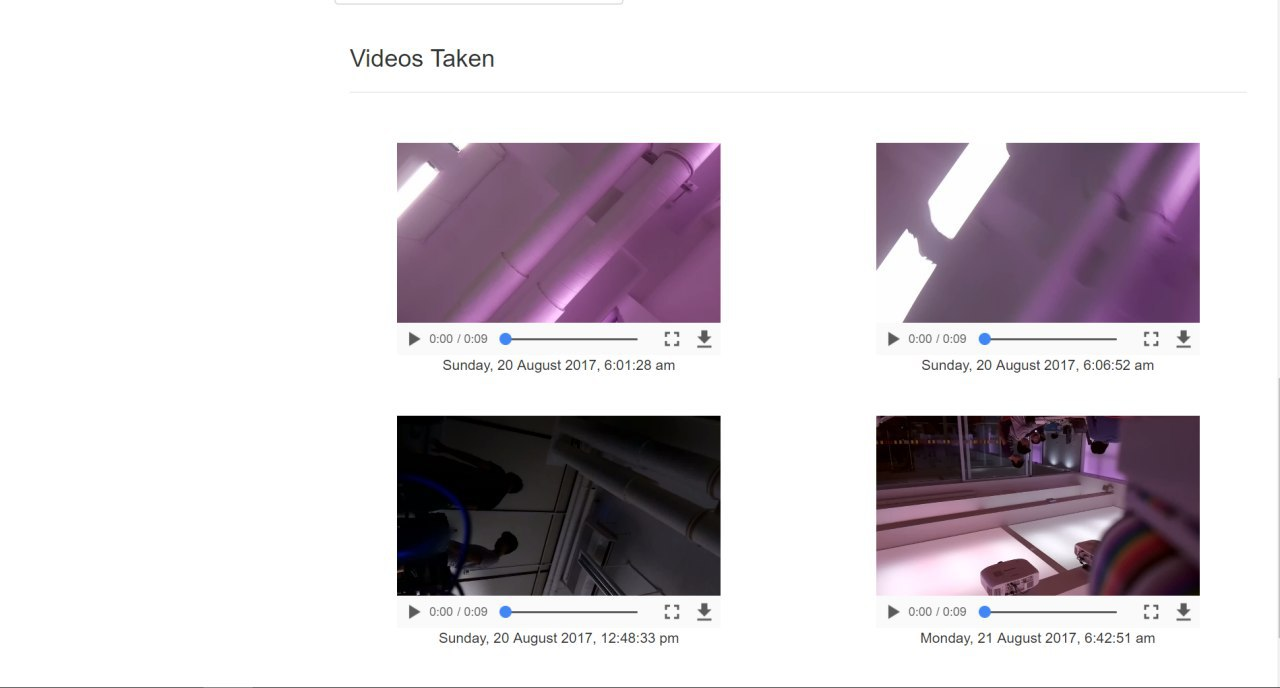 Videos Taken
0:00 / 0:09
0:00 / 0:09
Sunday, 20 August 2017, 6:01:28 am
Sunday, 20 August 2017, 6:06:52 am
0:00 / 0:09
0:00 / 0:09
Sunday, 20 August 2017, 12:48:33 pm
Monday, 21 August 2017, 6:42:51 am